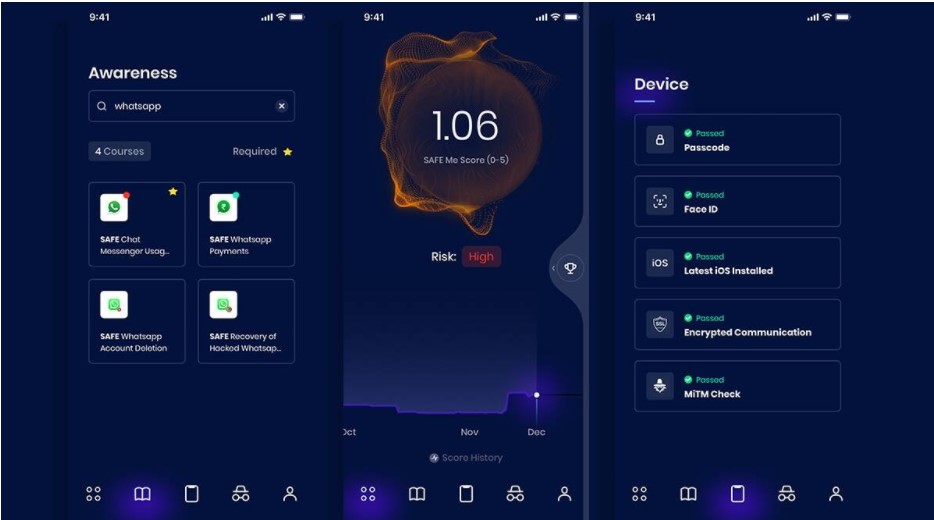 9:41
Awareness
whatsapp
4 Courses
Required
SAFE Chat
Messenger Usag...
SAFE Whatsapp
Payments
SAFE Whatsapp
Account Deletion
SAFE Recovery of
Hacked Whatsap...
9:41
1.06
SAFE Me Score (0-5)
Risk: High
Oct
Nov
Dec
Score History
9:41
Device
Passed
Passcode
Passed
Face ID
iOS
Passed
Latest iOS Installed
SSL
Passed
Encrypted Communication
Passed
MiTM Check